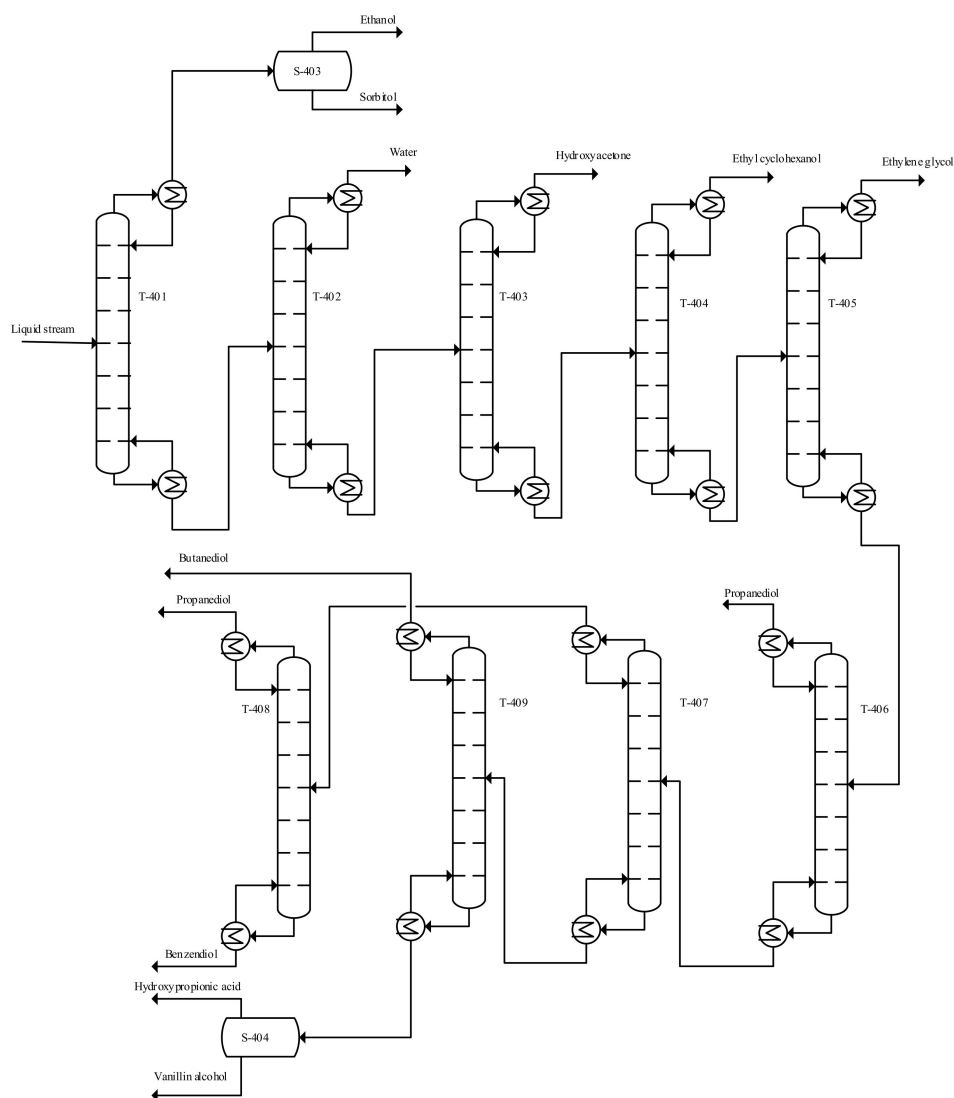 Ethanol
S-403
Sorbitol
Water
Hydroxyacetone
Ethyl cyclohexanol
Ethylene glycol
T-401
T-402
T-403
T-404
T-405
Liquid stream
Butanediol
Propanediol
Propanediol
T-408
T-409
T-407
T-406
Benzendiol
Hydroxypropionic acid
S-404
Vanillin alcohol